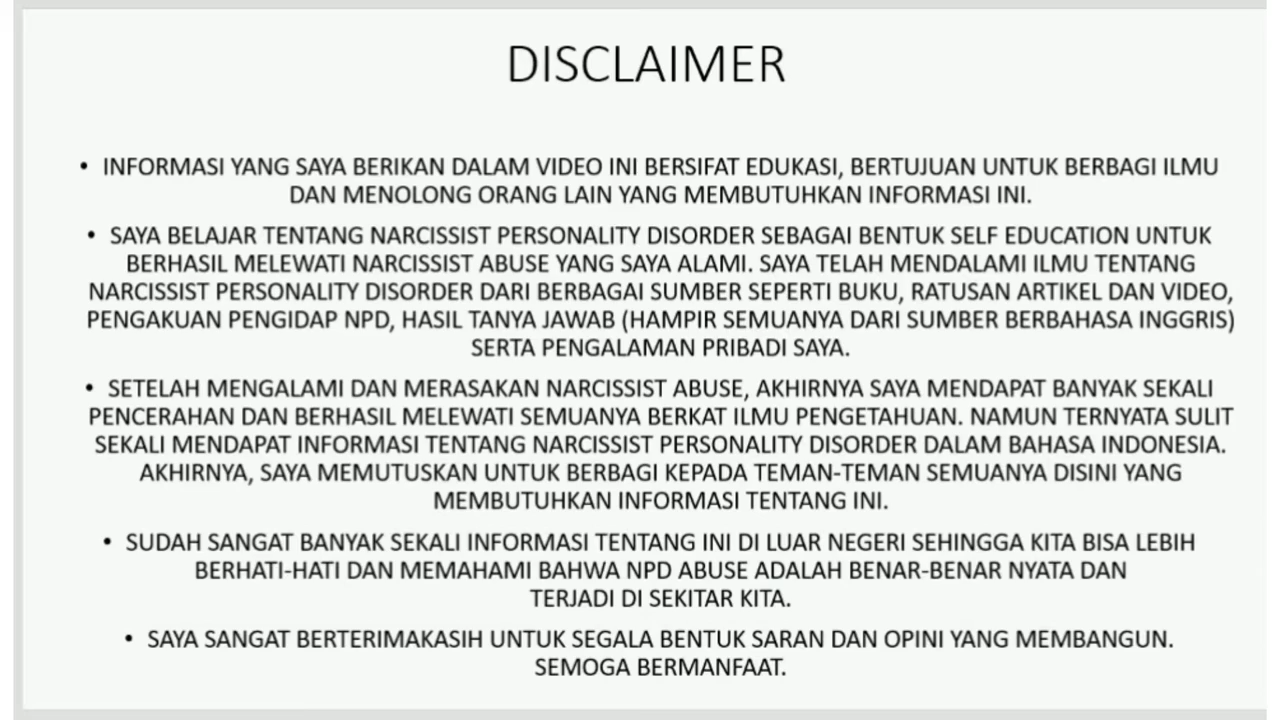 DISCLAIMER
• INFORMASI YANG SAYA BERIKAN DALAM VIDEO INI BERSIFAT EDUKASI, BERTUJUAN UNTUK BERBAGI ILMU
DAN MENOLONG ORANG LAIN YANG MEMBUTUHKAN INFORMASI INI.
• SAYA BELAJAR TENTANG NARCISSIST PERSONALITY DISORDER SEBAGAI BENTUK SELF EDUCATION UNTUK
BERHASIL MELEWATI NARCISSIST ABUSE YANG SAYA ALAMI. SAYA TELAH MENDALAMI ILMU TENTANG
NARCISSIST PERSONALITY DISORDER DARI BERBAGAI SUMBER SEPERTI BUKU, RATUSAN ARTIKEL DAN VIDEO,
PENGAKUAN PENGIDAP NPD, HASIL TANYA JAWAB (HAMPIR SEMUANYA DARI SUMBER BERBAHASA INGGRIS)
SERTA PENGALAMAN PRIBADI SAYA.
• SETELAH MENGALAMI DAN MERASAKAN NARCISSIST ABUSE, AKHIRNYA SAYA MENDAPAT BANYAK SEKALI
PENCERAHAN DAN BERHASIL MELEWATI SEMUANYA BERKAT ILMU PENGETAHUAN. NAMUN TERNYATA SULIT
SEKALI MENDAPAT INFORMASI TENTANG NARCISSIST PERSONALITY DISORDER DALAM BAHASA INDONESIA.
AKHIRNYA, SAYA MEMUTUSKAN UNTUK BERBAGI KEPADA TEMAN-TEMAN SEMUANYA DISINI YANG
MEMBUTUHKAN INFORMASI TENTANG INI.
• SUDAH SANGAT BANYAK SEKALI INFORMASI TENTANG INI DI LUAR NEGERI SEHINGGA KITA BISA LEBIH
BERHATI-HATI DAN MEMAHAMI BAHWA NPD ABUSE ADALAH BENAR-BENAR NYATA DAN
TERJADI DI SEKITAR KITA.
• SAYA SANGAT BERTERIMAKASIH UNTUK SEGALA BENTUK SARAN DAN OPINI YANG MEMBANGUN.
SEMOGA BERMANFAAT.